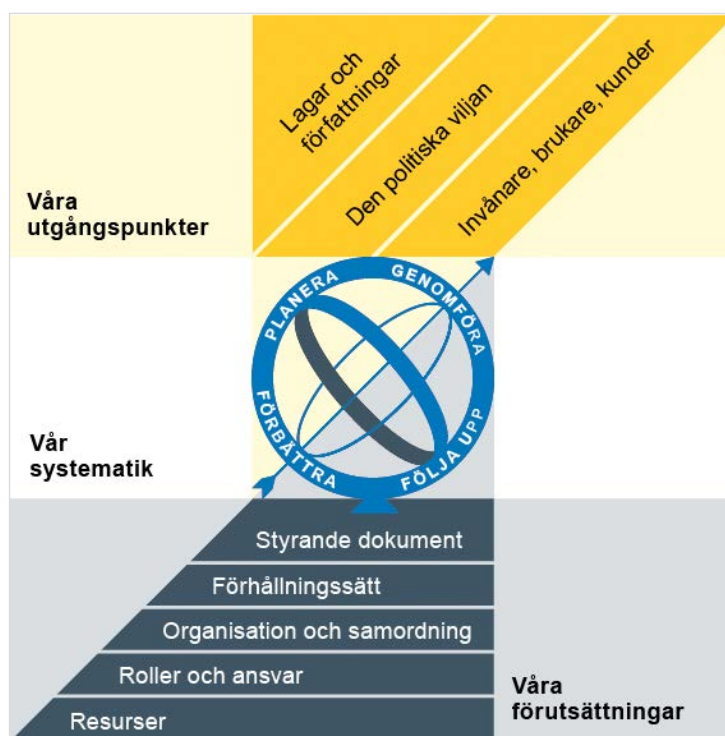 Lagar och
författningar
Den politiska viljan
Invånare, brukare, kunder
Våra
utgångspunkter
PLANERA
GENOMFÖRA
FÖLJA UPP
FÖRBÄTTRA
Vår
systematik
Styrande dokument
Förhållningssätt
Organisation och samordning
Roller och ansvar
Resurser
Våra
förutsättningar